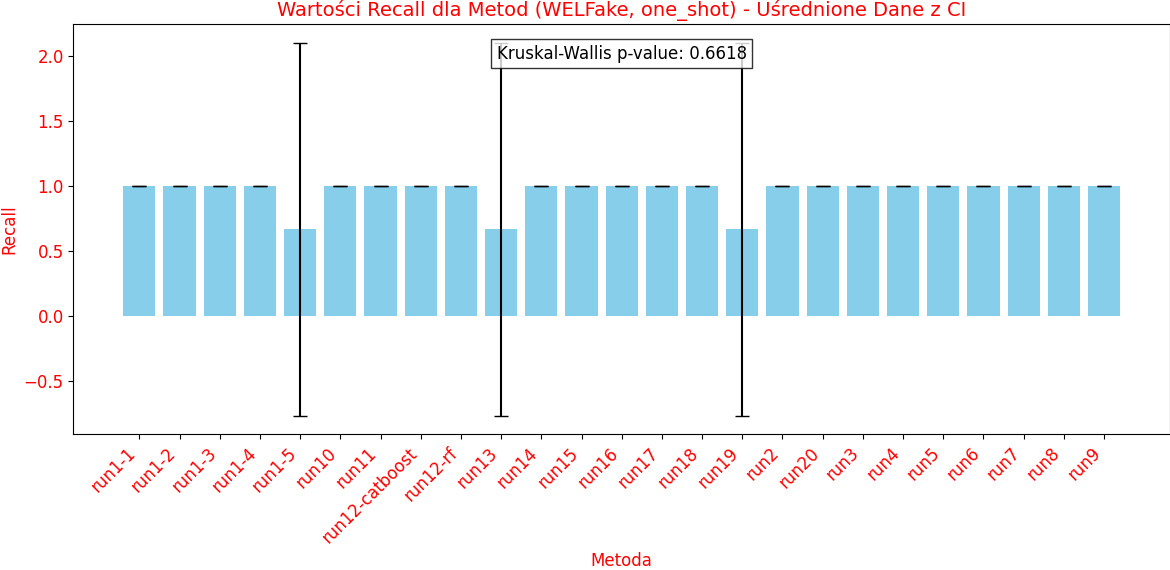 Wartości Recall dla Metod (WELFake, one_shot) - Uśrednione Dane z CI
Kruskal-Wallis p-value: 0.6618
Recall
2.0
1.5
1.0
0.5
0.0
−0.5
run1-1
run1-2
run1-3
run1-4
run1-5
run10
run11
run12-catboost
run12-rf
run13
run14
run15
run16
run17
run18
run19
run2
run20
run3
run4
run5
run6
run7
run8
run9
Metoda